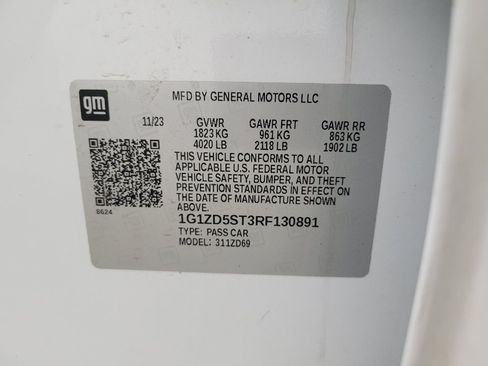 gm
MFD BY GENERAL MOTORS LLC
11/23 GVWR GAWR FRT GAWR RR
1823 KG 961 KG 863 KG
4020 LB 2118 LB 1902 LB
THIS VEHICLE CONFORMS TO ALL
APPLICABLE U.S. FEDERAL MOTOR
VEHICLE SAFETY, BUMPER, AND THEFT
PREVENTION STANDARDS IN EFFECT ON
THE DATE OF MANUFACTURE SHOWN
ABOVE.
8624
1G1ZD5ST3RF130891
TYPE: PASS CAR
MODEL: 311ZD69